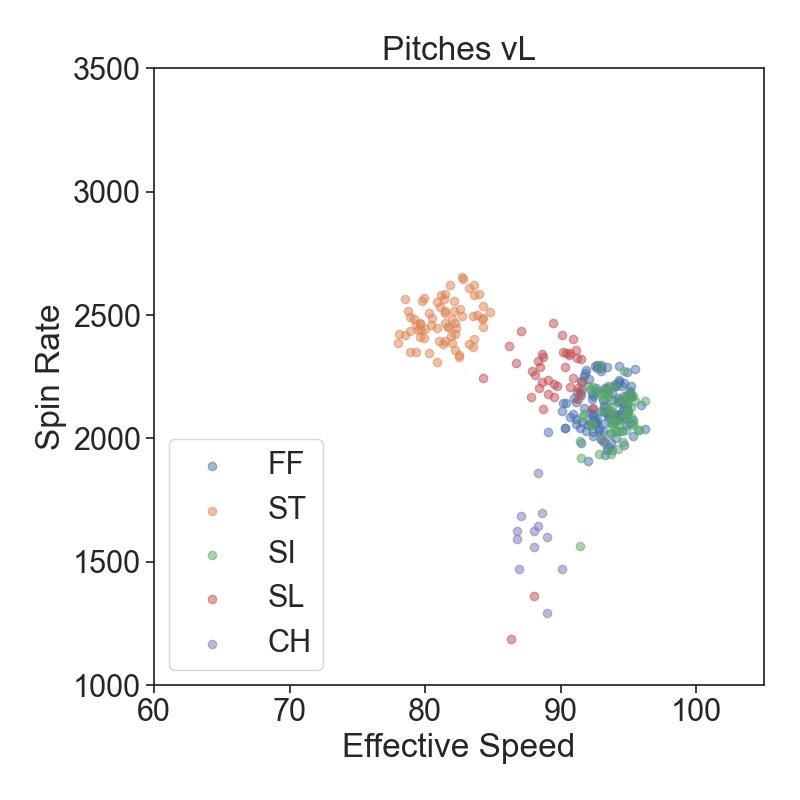 Pitches vL
3500
3000
2500
2000
1500
1000
Spin Rate
FF
ST
SI
SL
CH
60 70 80 90 100
Effective Speed